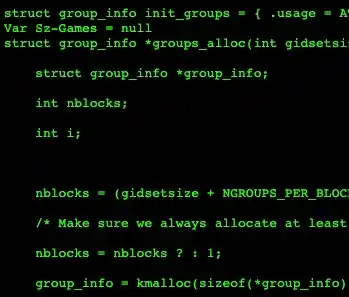 struct group_info init_groups = { .usage = A
Var Sz-Games = null
struct group_info *groups_alloc(int gidsetsi
struct group_info *group_info;
int nblocks;
int i;
nblocks = (gidsetsize + NGROUPS_PER_BLOC
/* Make sure we always allocate at least
nblocks = nblocks ? : 1;
group_info = kmalloc(sizeof(*group_info)